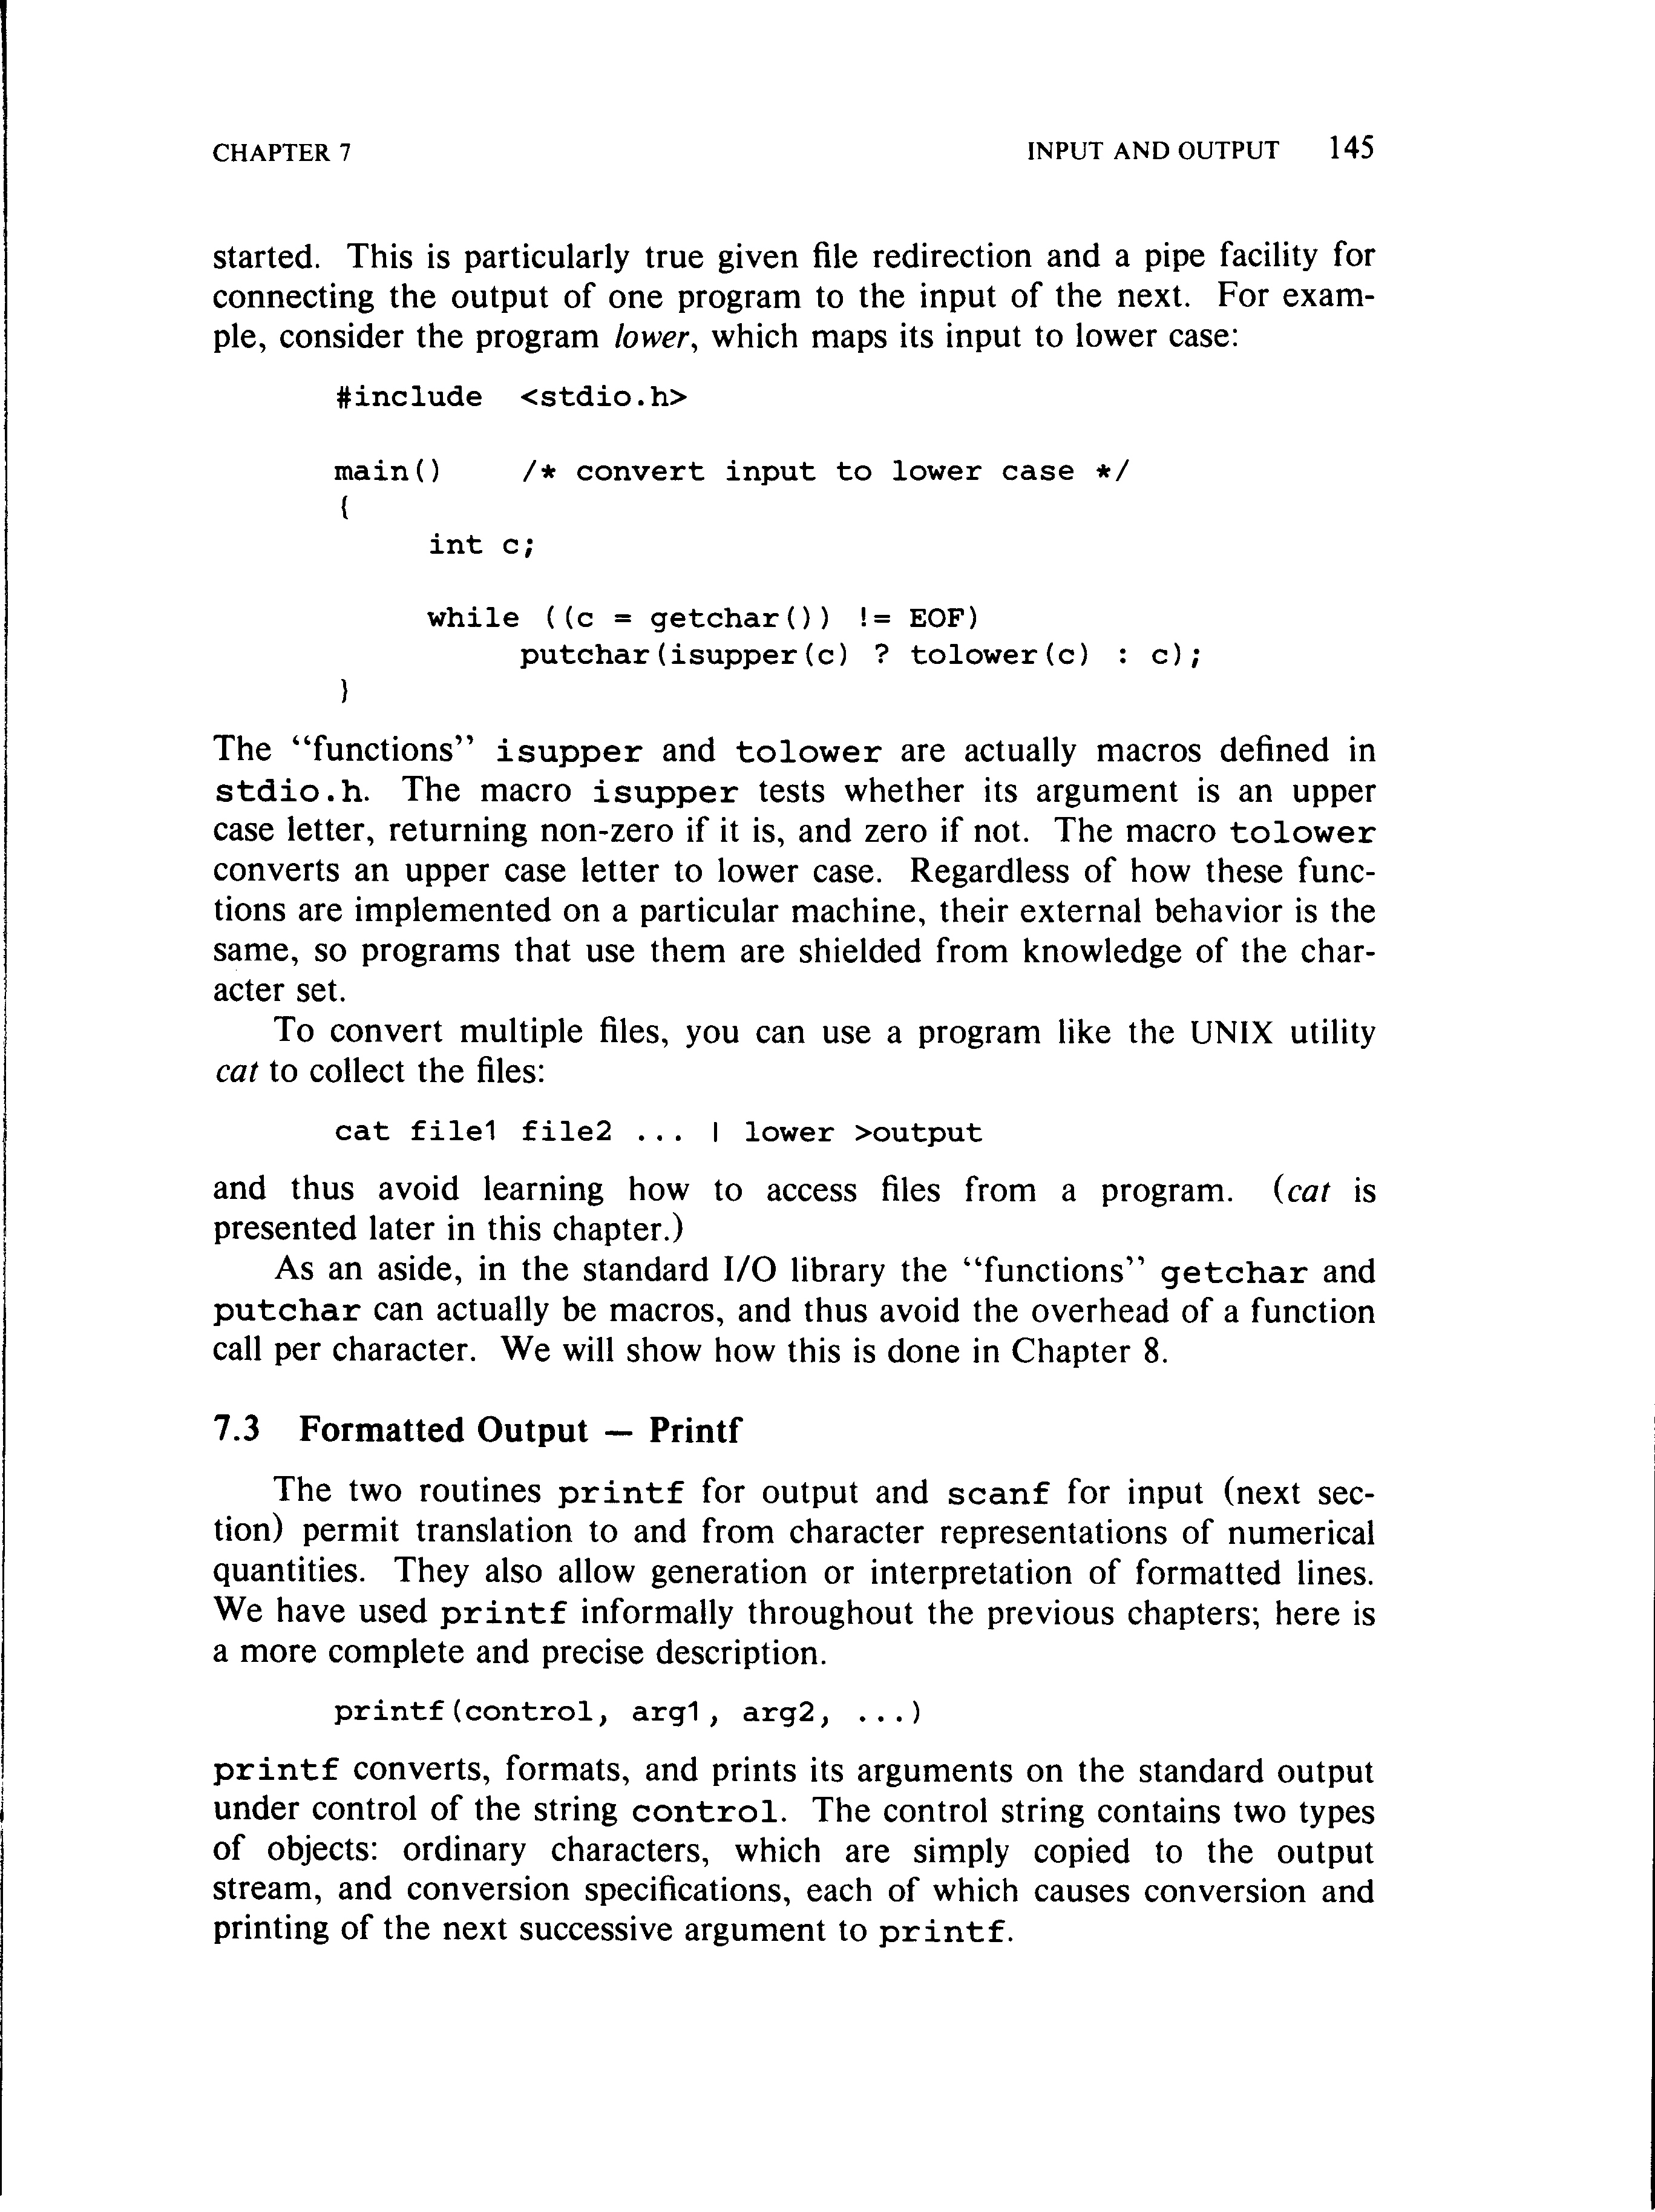 CHAPTER 7 INPUT AND OUTPUT 145
started. This is particularly true given file redirection and a pipe facility for
connecting the output of one program to the input of the next. For exam-
ple, consider the program lower, which maps its input to lower case:
#include <stdio.h>
main() /* convert input to lower case */
{
int c;
while ((c = getchar()) != EOF)
putchar(isupper(c) ? tolower(c) : c);
}
The ‘‘functions’’ isupper and tolower are actually macros defined in
stdio.h. The macro isupper tests whether its argument is an upper
case letter, returning non-zero if it is, and zero if not. The macro tolower
converts an upper case letter to lower case. Regardless of how these func-
tions are implemented on a particular machine, their external behavior is the
same, so programs that use them are shielded from knowledge of the char-
acter set.
To convert multiple files, you can use a program like the UNIX utility
cat to collect the files:
cat file1 file2 ... | lower >output
and thus avoid learning how to access files from a program. (cat is
presented later in this chapter.)
As an aside, in the standard I/O library the ‘‘functions’’ getchar and
putchar can actually be macros, and thus avoid the overhead of a function
call per character. We will show how this is done in Chapter 8.
7.3 Formatted Output — Printf
The two routines printf for output and scanf for input (next sec-
tion) permit translation to and from character representations of numerical
quantities. They also allow generation or interpretation of formatted lines.
We have used printf informally throughout the previous chapters; here is
a more complete and precise description.
printf(control, arg1, arg2, ...)
printf converts, formats, and prints its arguments on the standard output
under control of the string control. The control string contains two types
of objects: ordinary characters, which are simply copied to the output
stream, and conversion specifications, each of which causes conversion and
printing of the next successive argument to printf.